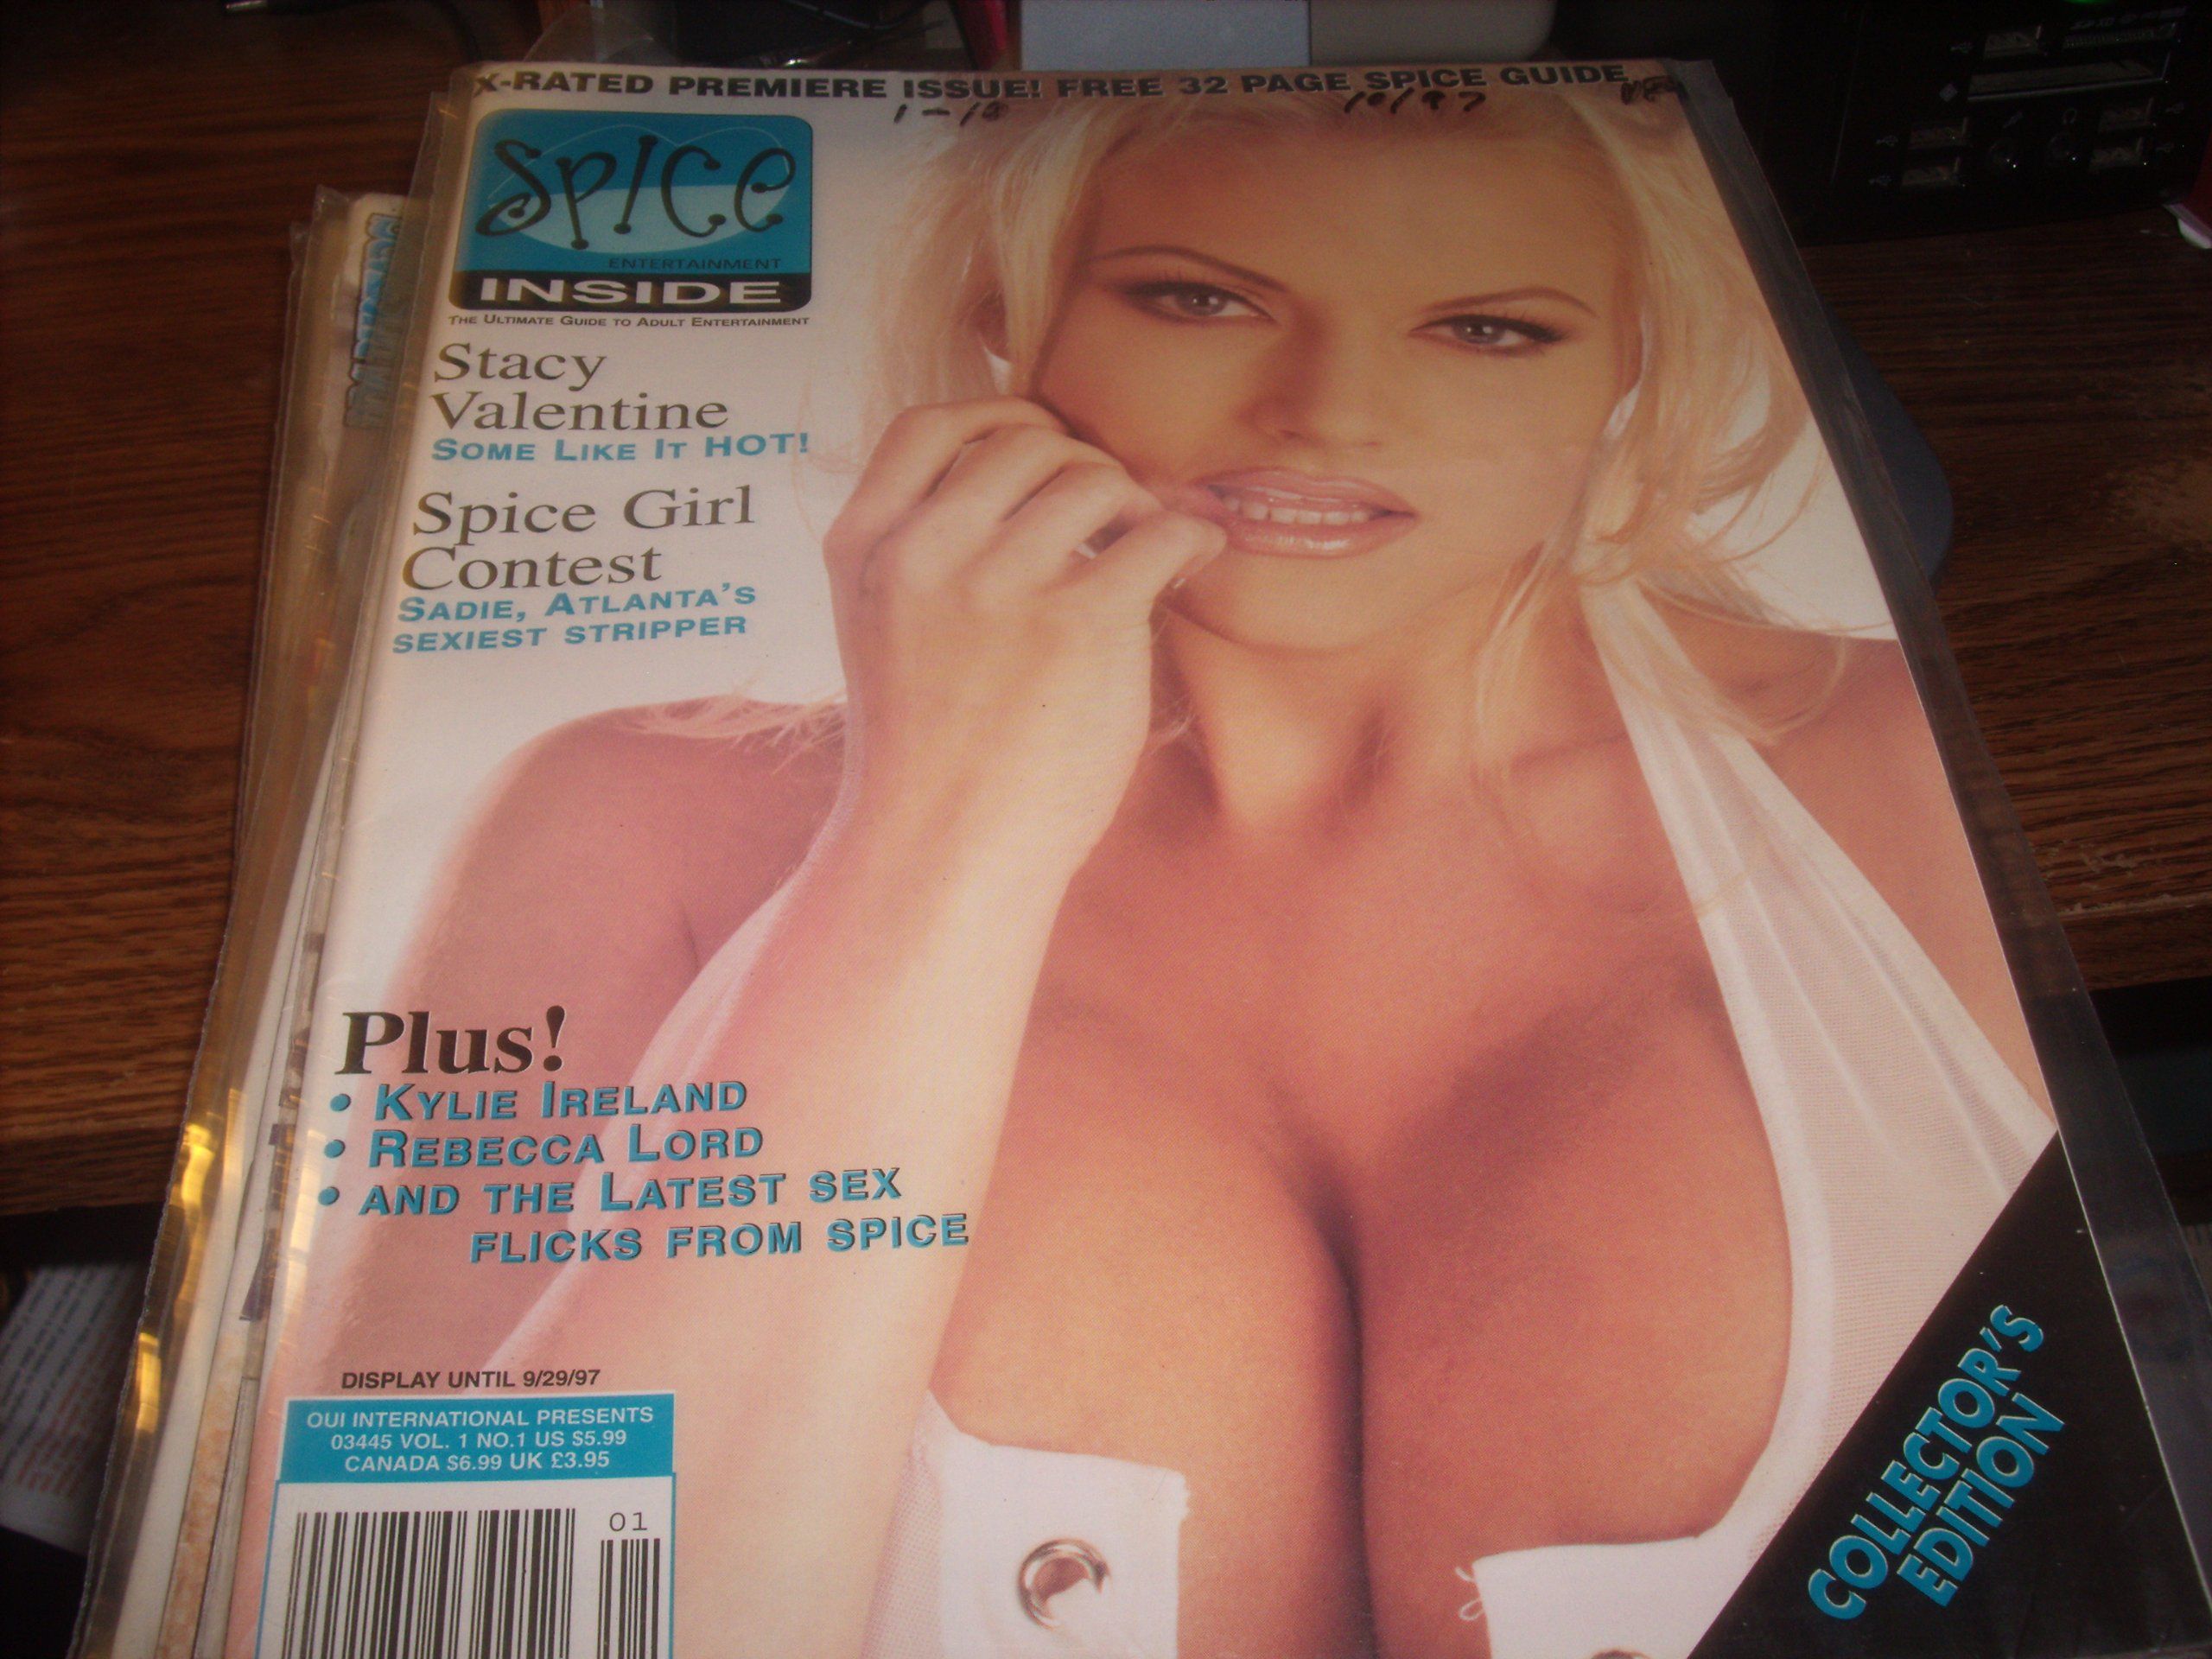 X-RATED PREMIERE ISSUE! FREE 32 PAGE SPICE GUIDE
1-18
10/97
SP!CE
ENTERTAINMENT
INSIDE
THE ULTIMATE GUIDE TO ADULT ENTERTAINMENT
Stacy
Valentine
SOME LIKE IT HOT!
Spice Girl
Contest
SADIE, ATLANTA'S
SEXIEST STRIPPER
Plus!
• KYLIE IRELAND
• REBECCA LORD
• AND THE LATEST SEX
FLICKS FROM SPICE
DISPLAY UNTIL 9/29/97
OUI INTERNATIONAL PRESENTS
03445 VOL. 1 NO.1 US $5.99
CANADA $6.99 UK £3.95
01
COLLECTOR'S
EDITION